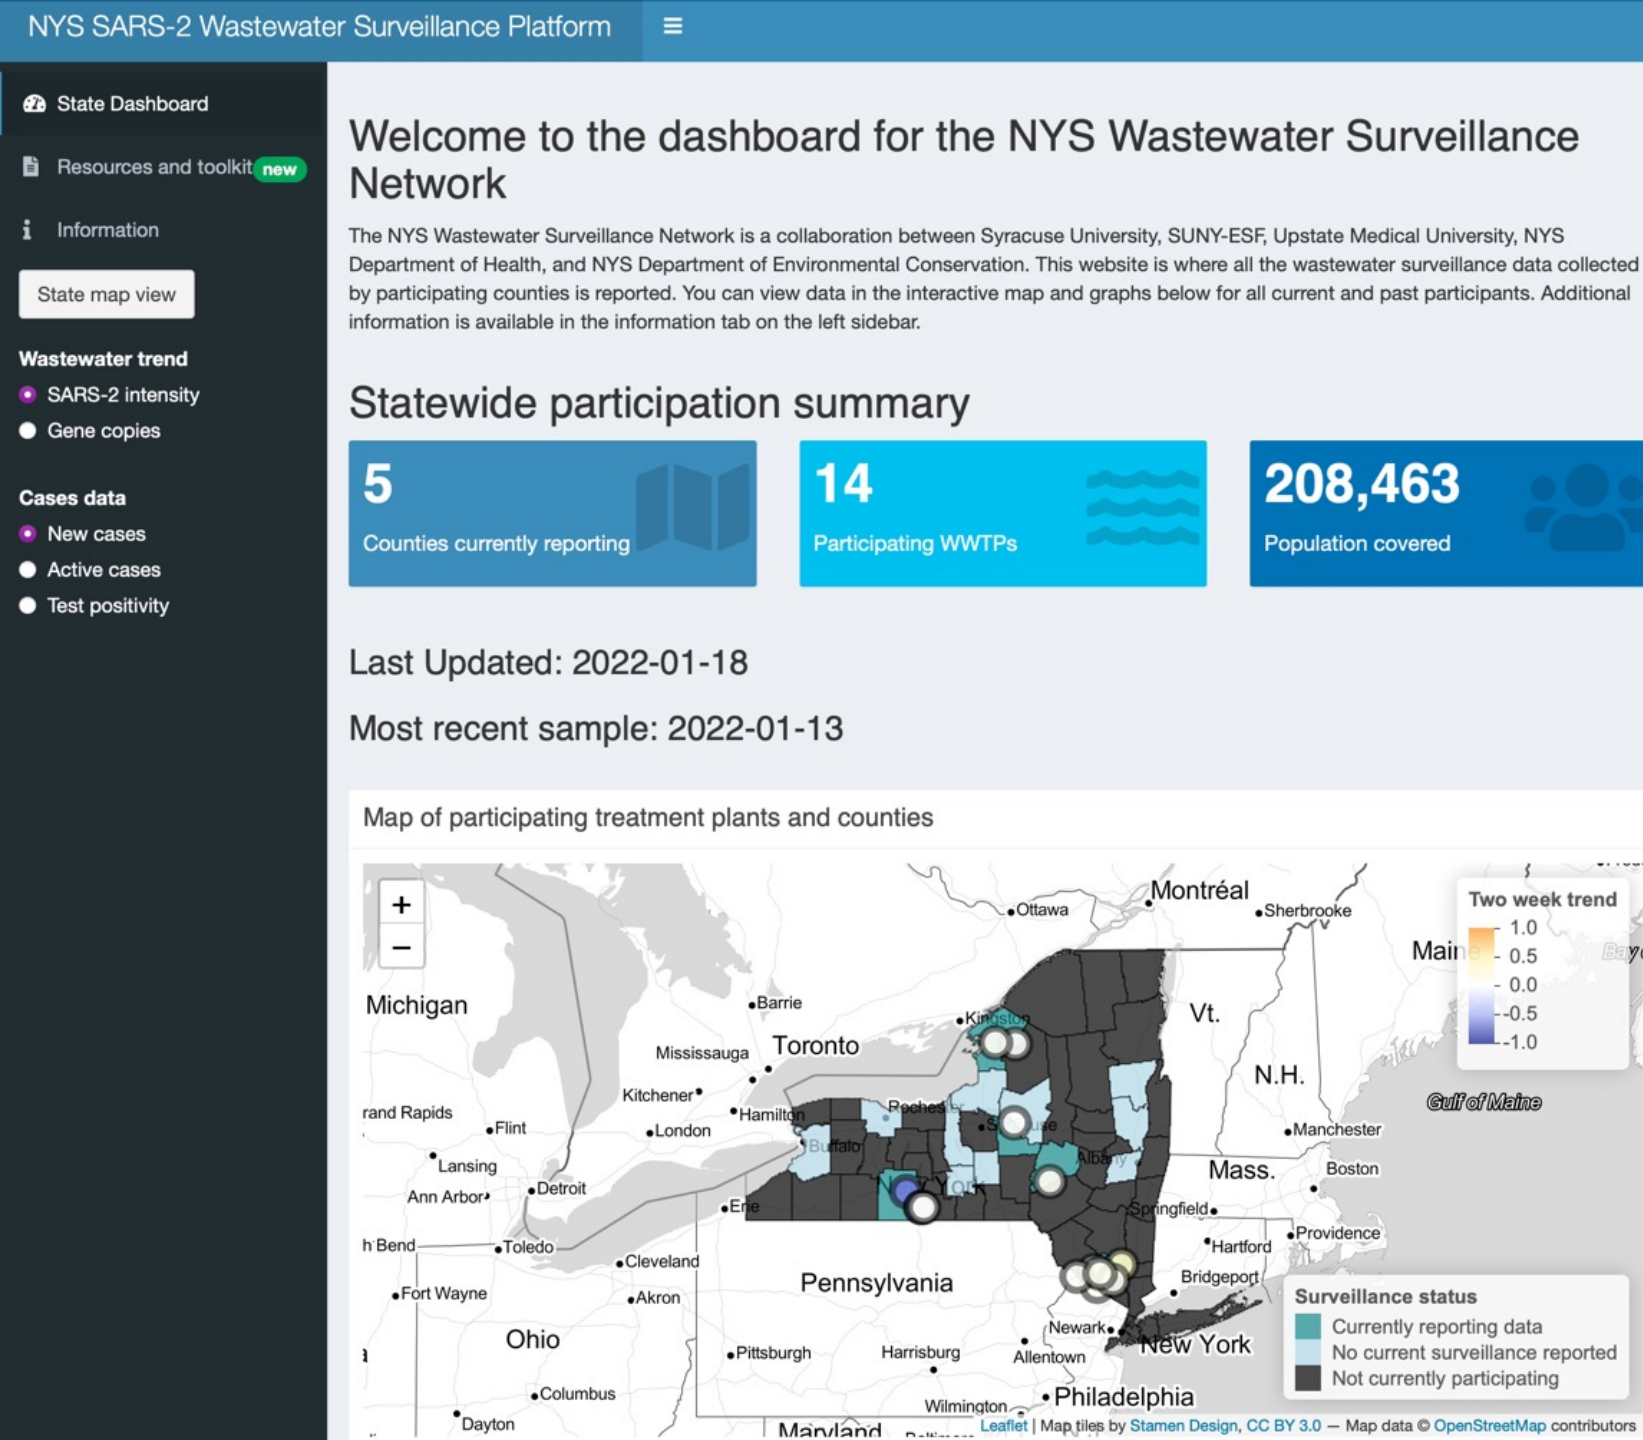 NYS SARS-2 Wastewater Surveillance Platform
State Dashboard
Resources and toolkit new
Information
State map view
Wastewater trend
SARS-2 intensity
Gene copies
Cases data
New cases
Active cases
Test positivity
Welcome to the dashboard for the NYS Wastewater Surveillance
Network
The NYS Wastewater Surveillance Network is a collaboration between Syracuse University, SUNY-ESF, Upstate Medical University, NYS
Department of Health, and NYS Department of Environmental Conservation. This website is where all the wastewater surveillance data collected
by participating counties is reported. You can view data in the interactive map and graphs below for all current and past participants. Additional
information is available in the information tab on the left sidebar.
Statewide participation summary
5
Counties currently reporting
14
Participating WWTPs
208,463
Population covered
Last Updated: 2022-01-18
Most recent sample: 2022-01-13
Map of participating treatment plants and counties
+
−
Montréal
Ottawa
Sherbrooke
Two week trend
1.0
0.5
0.0
-0.5
-1.0
Michigan
Barrie
Kingston
Vt.
Mississauga
Toronto
Kitchener
N.H.
rand Rapids
Hamilton
Rochester
Gulf of Maine
Flint
London
Manchester
Buffalo
Albany
Lansing
Mass.
Boston
Ann Arbor
Detroit
New York
Erie
Springfield
h Bend
Toledo
Hartford
Providence
Cleveland
Bridgeport
Fort Wayne
Akron
Pennsylvania
Surveillance status
Currently reporting data
No current surveillance reported
Not currently participating
Ohio
Newark
New York
Pittsburgh
Harrisburg
Allentown
Columbus
Wilmington
Philadelphia
Dayton
Maryland
Leaflet | Map tiles by Stamen Design, CC BY 3.0 — Map data © OpenStreetMap contributors